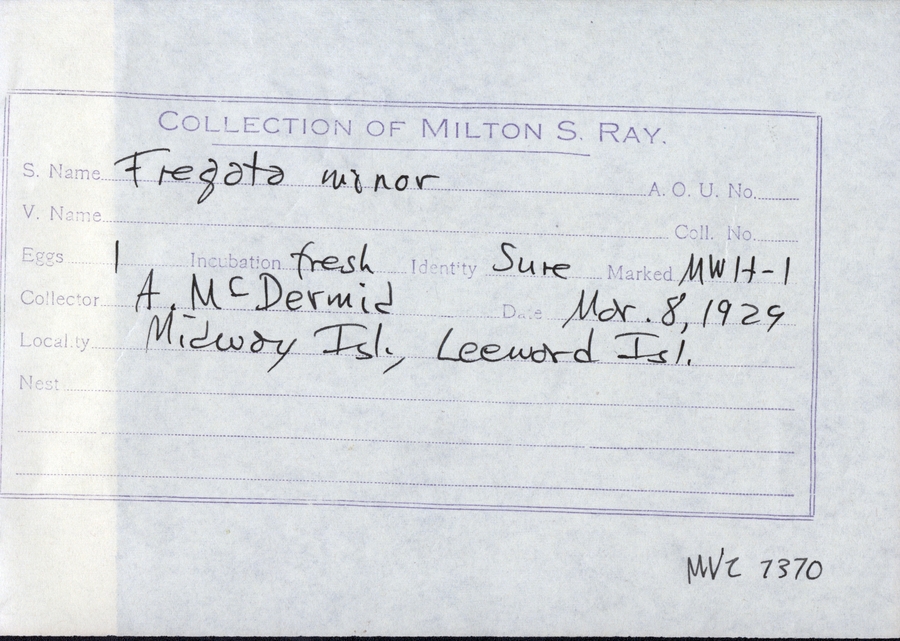 COLLECTION OF MILTON S. RAY.
S. Name Fregata minor A. O. U. No.
V. Name Coll. No.
Eggs 1 Incubation fresh Identity Sure Marked MWH-1
Collector A. McDermid Date Mar. 8, 1929
Locality Midway Isl., Leeward Isl.
Nest
MVZ 7370